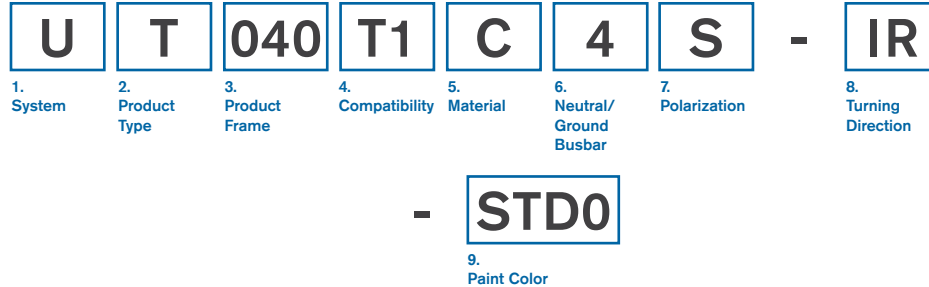 U T 040 T1 C 4 S - IR
1. 2. 3. 4. 5. 6. 7. 8.
System Product Product Compatibility Material Neutral/ Polarization Turning
Type Frame Ground Direction
Busbar
- STD0
9.
Paint Color